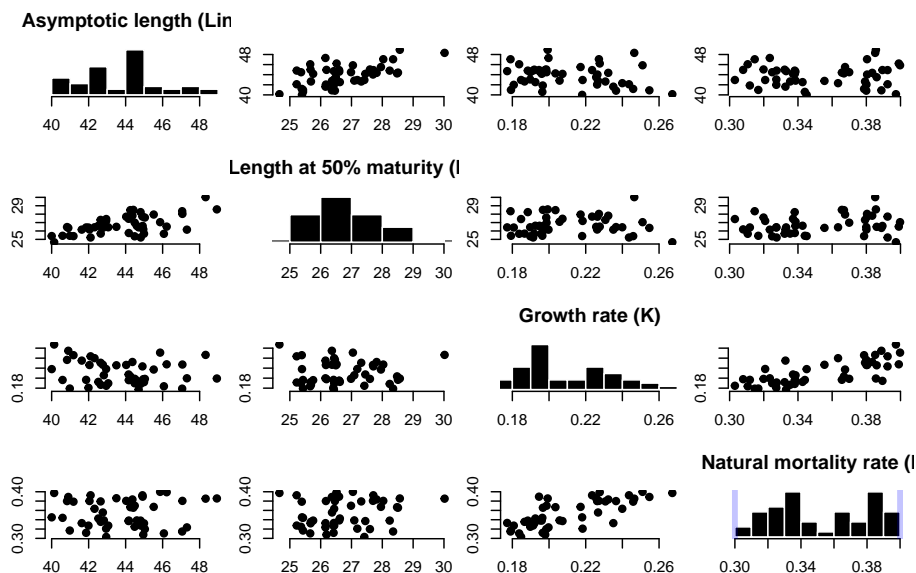 Asymptotic length (Lin
48 48 48
40 40 40
40 42 44 46 48 25 26 27 28 29 30 0.18 0.22 0.26 0.30 0.34 0.38
Length at 50% maturity (
29 29 29
25 25 25
40 42 44 46 48 25 26 27 28 29 30 0.18 0.22 0.26 0.30 0.34 0.38
Growth rate (K)
0.18 0.18 0.18
40 42 44 46 48 25 26 27 28 29 30 0.18 0.22 0.26 0.30 0.34 0.38
Natural mortality rate (
0.40 0.40 0.40
0.30 0.30 0.30
40 42 44 46 48 25 26 27 28 29 30 0.18 0.22 0.26 0.30 0.34 0.38